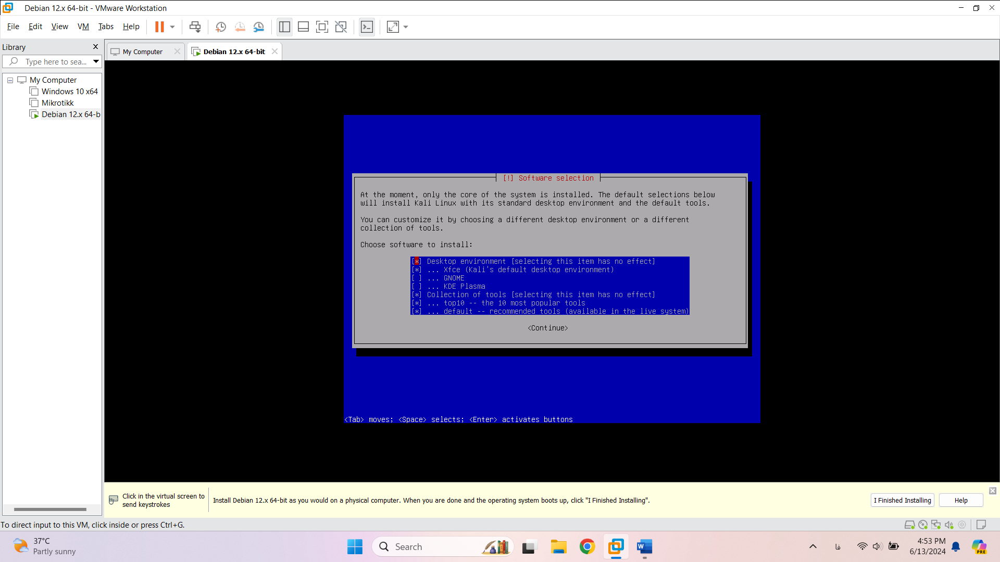 Debian 12.x 64-bit - VMware Workstation
File Edit View VM Tabs Help
Library
Type here to sea...
My Computer
Windows 10 x64
Mikrotikk
Debian 12.x 64-b
My Computer
Debian 12.x 64-bit
[!] Software selection
At the moment, only the core of the system is installed. The default selections below
will install Kali Linux with its standard desktop environment and the default tools.
You can customize it by choosing a different desktop environment or a different
collection of tools.
Choose software to install:
[*] Desktop environment [selecting this item has no effect]
[*] ... Xfce (Kali's default desktop environment)
[ ] ... GNOME
[ ] ... KDE Plasma
[*] Collection of tools [selecting this item has no effect]
[*] ... top10 -- the 10 most popular tools
[*] ... default -- recommended tools (available in the live system)
<Continue>
<Tab> moves; <Space> selects; <Enter> activates buttons
Click in the virtual screen to
send keystrokes
Install Debian 12.x 64-bit as you would on a physical computer. When you are done and the operating system boots up, click "I Finished Installing".
I Finished Installing
Help
To direct input to this VM, click inside or press Ctrl+G.
37°C
Partly sunny
Search
فا
4:53 PM
6/13/2024
PRE